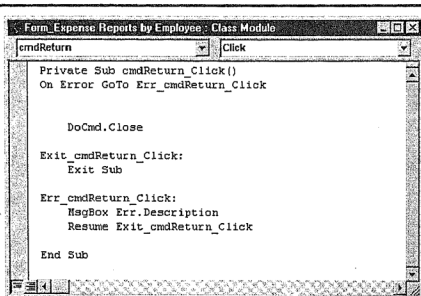 Form_Expense Reports by Employee : Class Module
cmdReturn
Click
Private Sub cmdReturn_Click()
On Error GoTo Err_cmdReturn_Click
DoCmd.Close
Exit_cmdReturn_Click:
Exit Sub
Err_cmdReturn_Click:
MsgBox Err.Description
Resume Exit_cmdReturn_Click
End Sub